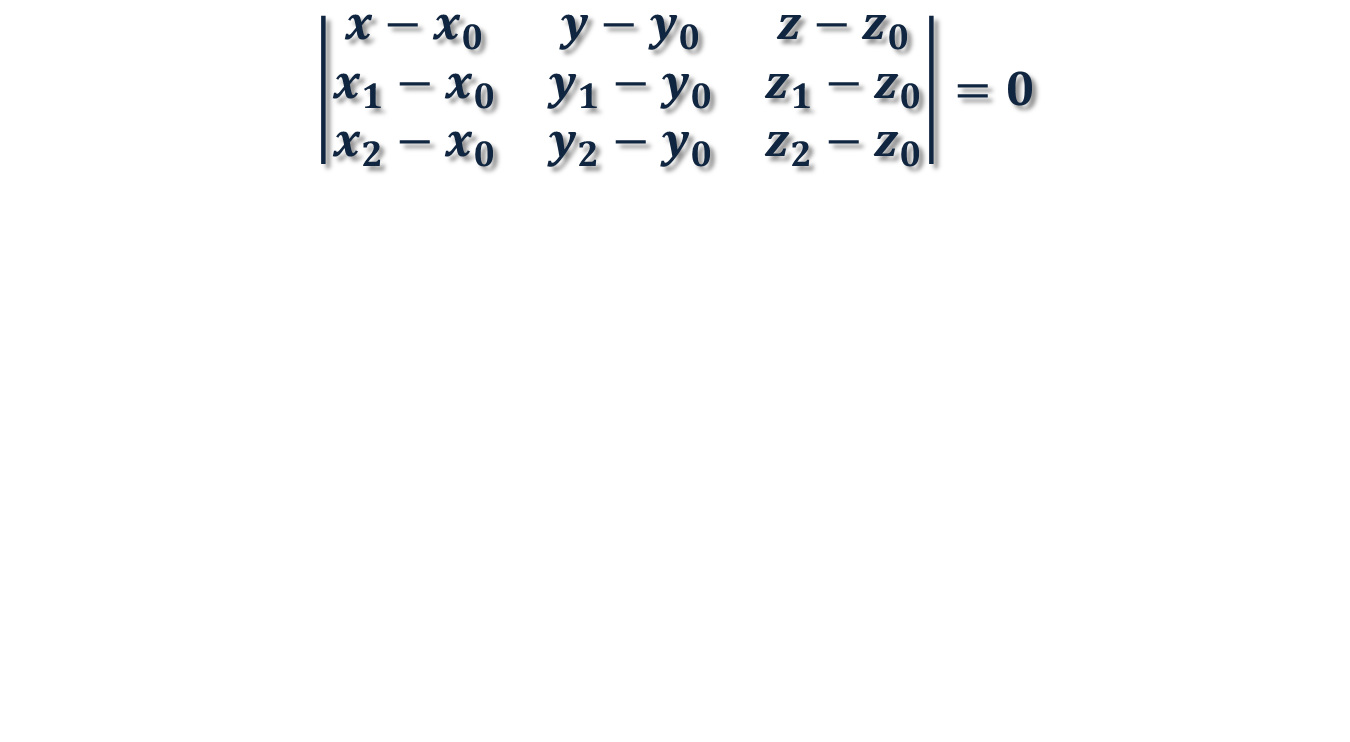 | x − x₀ y − y₀ z − z₀ |
| x₁ − x₀ y₁ − y₀ z₁ − z₀ | = 0
| x₂ − x₀ y₂ − y₀ z₂ − z₀ |